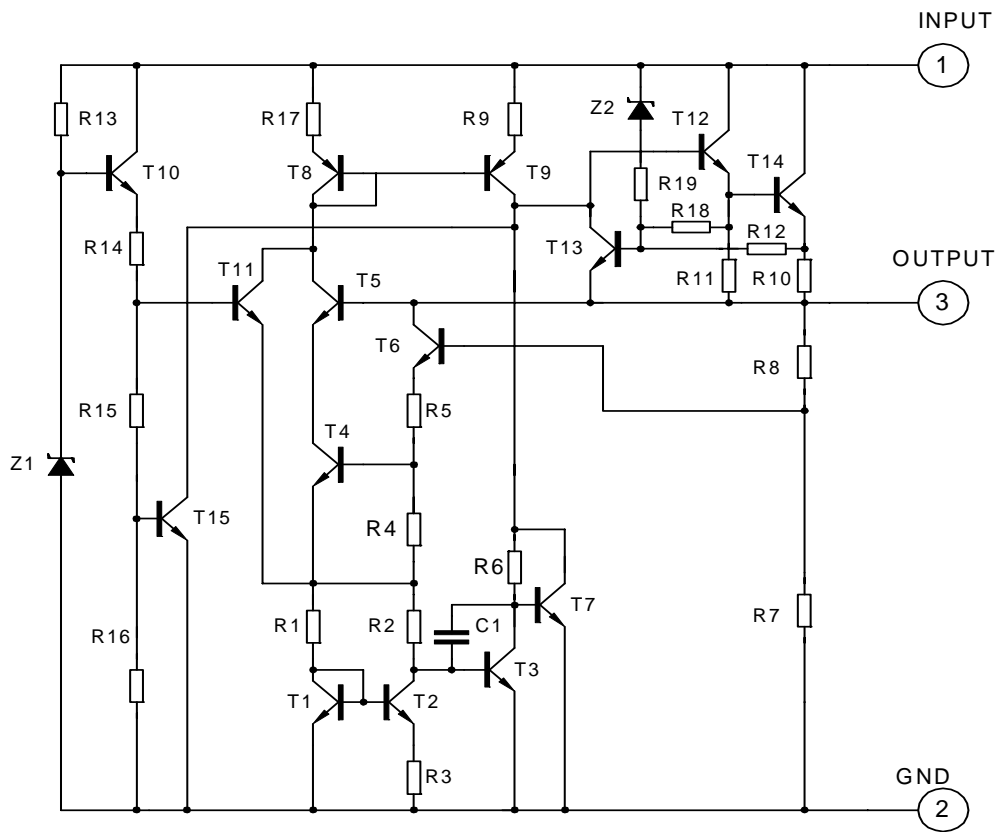 INPUT
1
R13
R17
R9
Z2
T12
T10
T8
T9
T14
R19
R18
R12
R14
T13
T11
T5
R11
R10
OUTPUT
3
T6
R8
R15
R5
T4
Z1
T15
R4
R6
T7
R16
R1
R2
C1
R7
T3
T1
T2
R3
GND
2